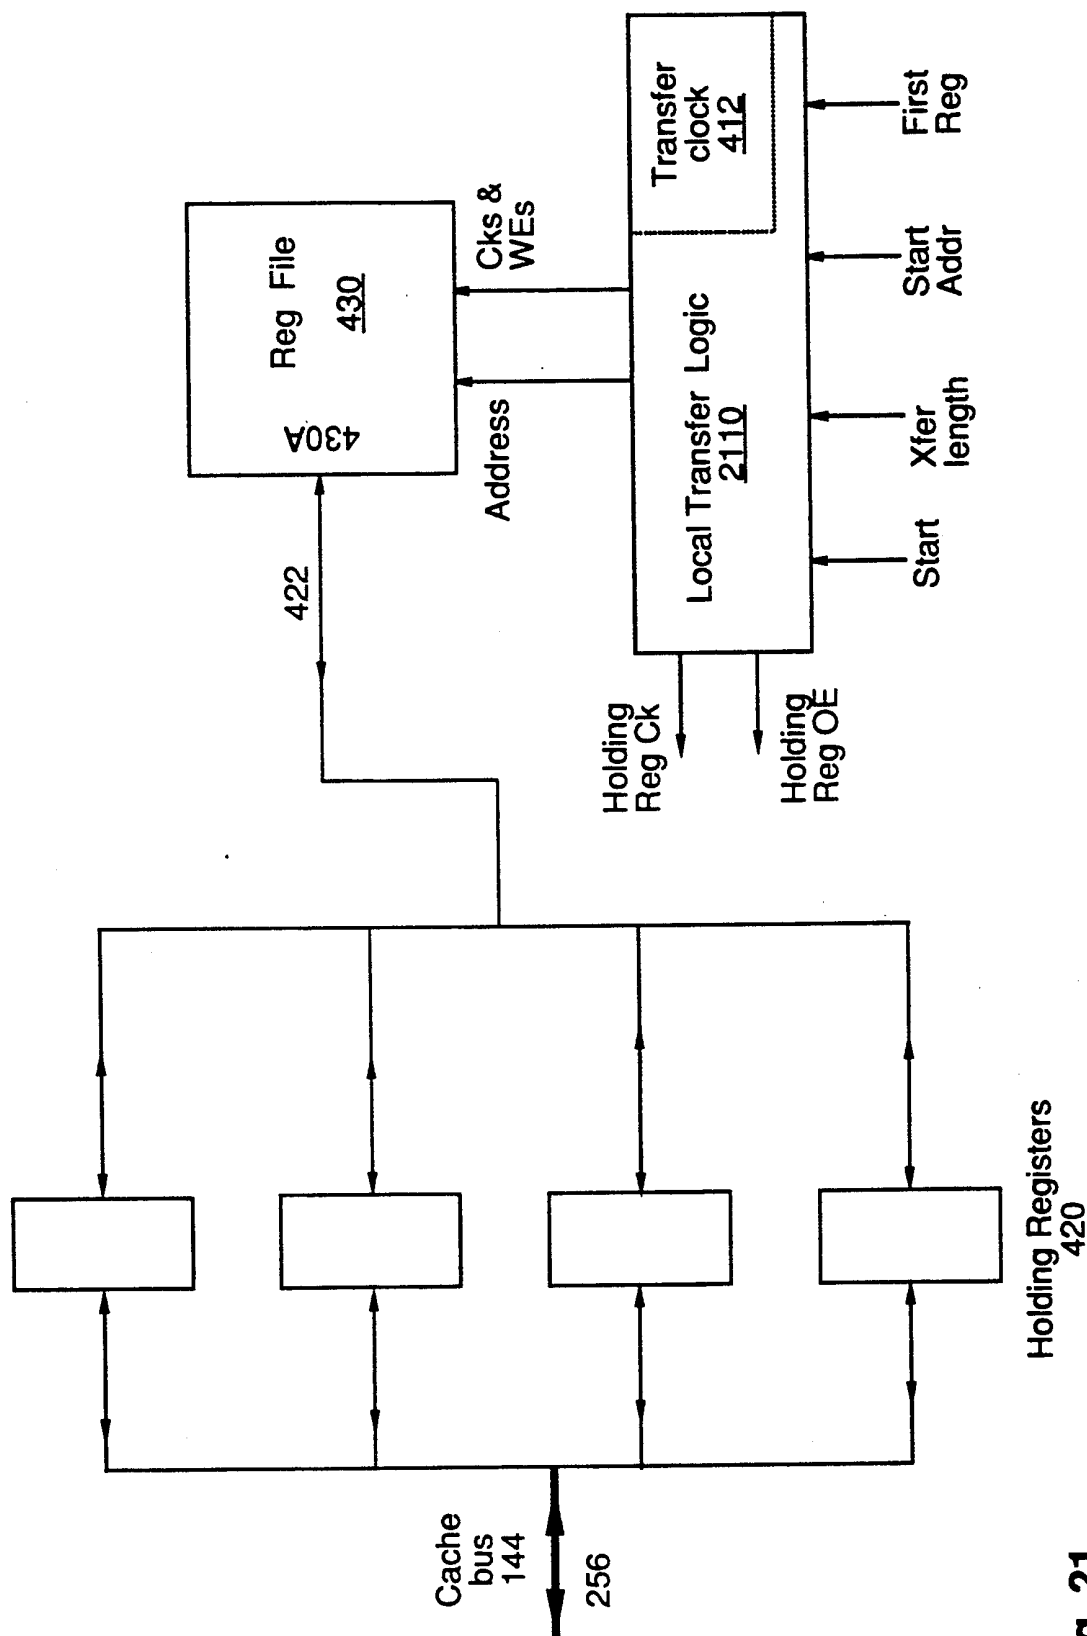 Cache
bus
144
256
Holding Registers
420
422
Reg File
430
430A
Address
Cks &
WEs
Holding
Reg Ck
Holding
Reg OE
Local Transfer Logic
2110
Transfer
clock
412
Start
Xfer
length
Start
Addr
First
Reg
g. 21